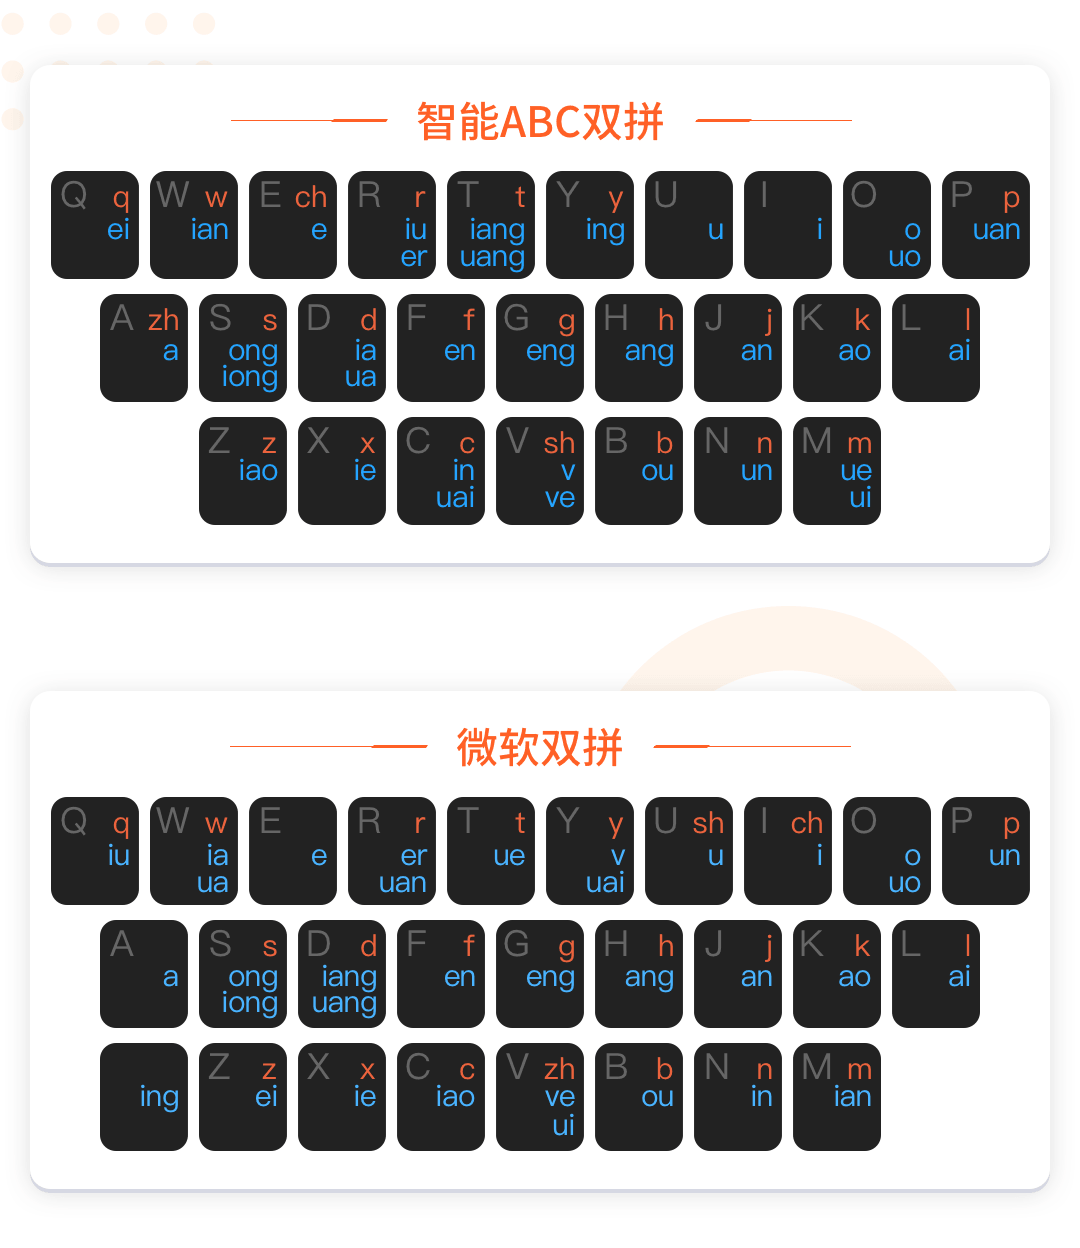 智能ABC双拼
Q q W w E ch R r T t Y y U I O P p
ei ian e iu iang ing u i o uan
er uang uo
A zh S s D d F f G g H h J j K k L l
a ong ia en eng ang an ao ai
iong ua
Z z X x C c V sh B b N n M m
iao ie in v ou un ue
uai ve ui
微软双拼
Q q W w E R r T t Y y U sh I ch O P p
iu ia e er ue v u i o un
ua uan uai uo
A S s D d F f G g H h J j K k L l
a ong iang en eng ang an ao ai
iong uang
Z z X x C c V zh B b N n M m
ing ei ie iao ve ou in ian
ui